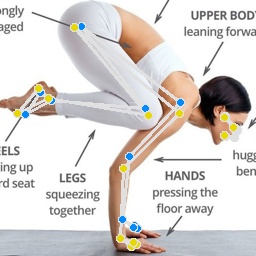 ngly
aged
UPPER BODY
leaning forwa
EELS
ing up
rd seat
LEGS
squeezing
together
HANDS
pressing the
floor away
hugg
ben